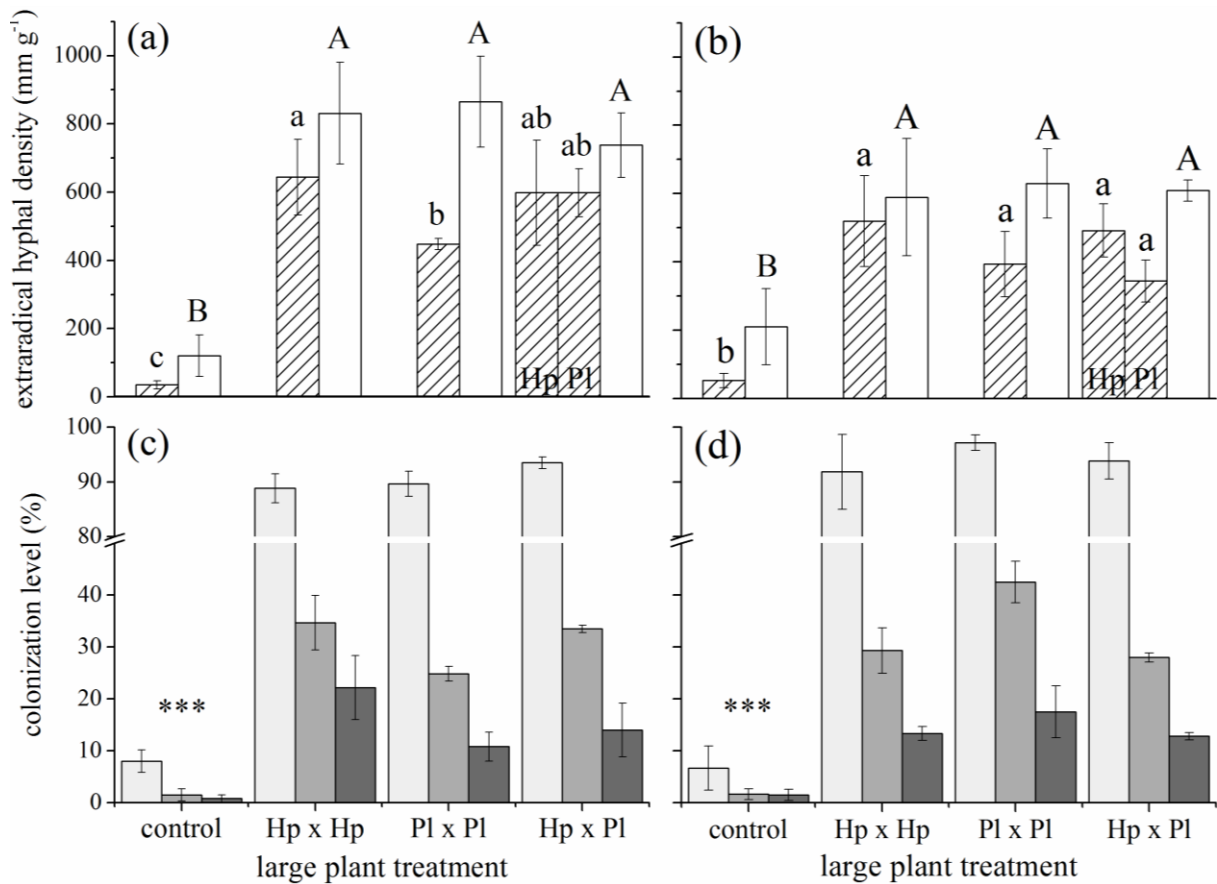 extraradical hyphal density (mm g⁻¹)
1000
800
600
400
200
0
(a)
c
B
a
A
b
A
ab
ab
A
Hp Pl
(b)
b
B
a
A
a
A
a
a
A
Hp Pl
colonization level (%)
100
90
80
40
30
20
10
0
(c)
***
control
Hp x Hp
Pl x Pl
Hp x Pl
large plant treatment
(d)
***
control
Hp x Hp
Pl x Pl
Hp x Pl
large plant treatment